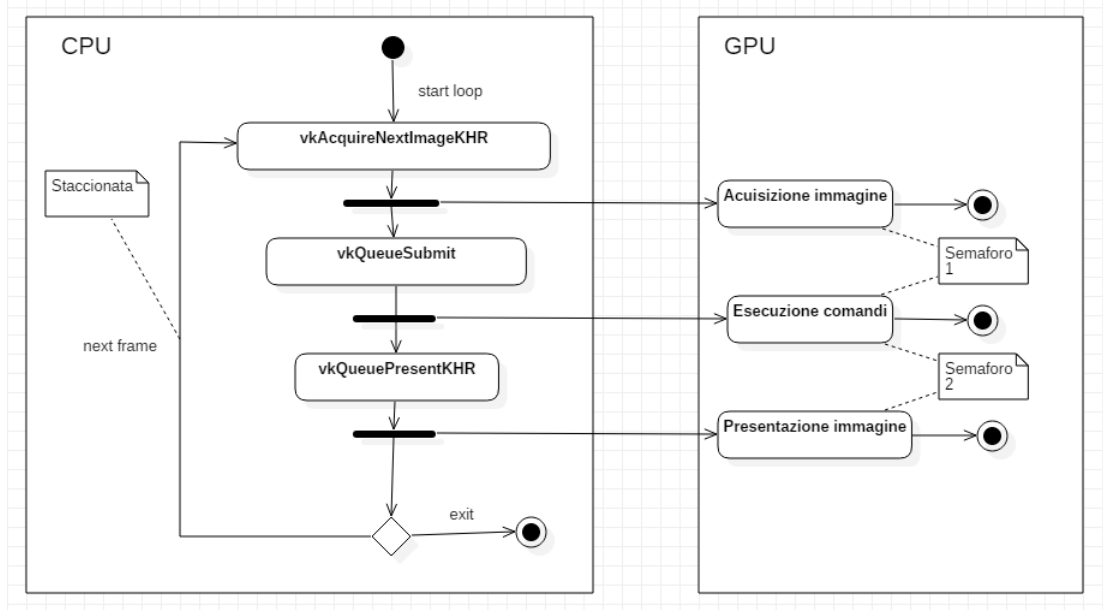 CPU
GPU
start loop
vkAcquireNextImageKHR
Staccionata
Acuisizione immagine
vkQueueSubmit
Semaforo
1
Esecuzione comandi
next frame
vkQueuePresentKHR
Semaforo
2
Presentazione immagine
exit